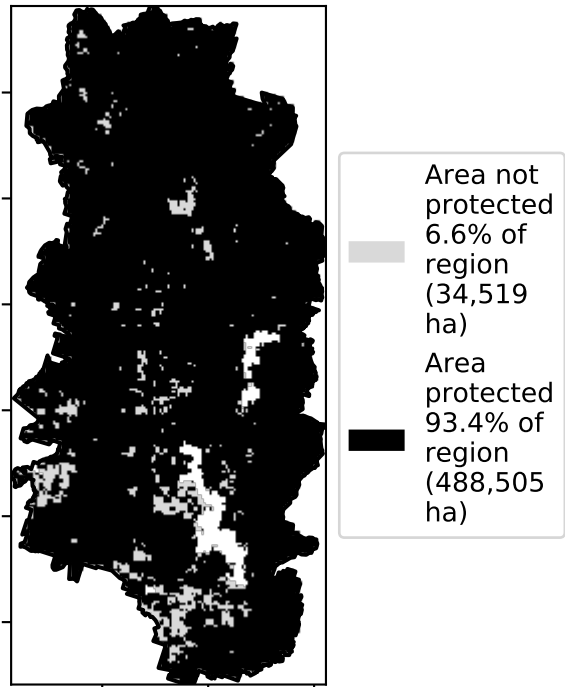 Area not
protected
6.6% of
region
(34,519
ha)
Area
protected
93.4% of
region
(488,505
ha)